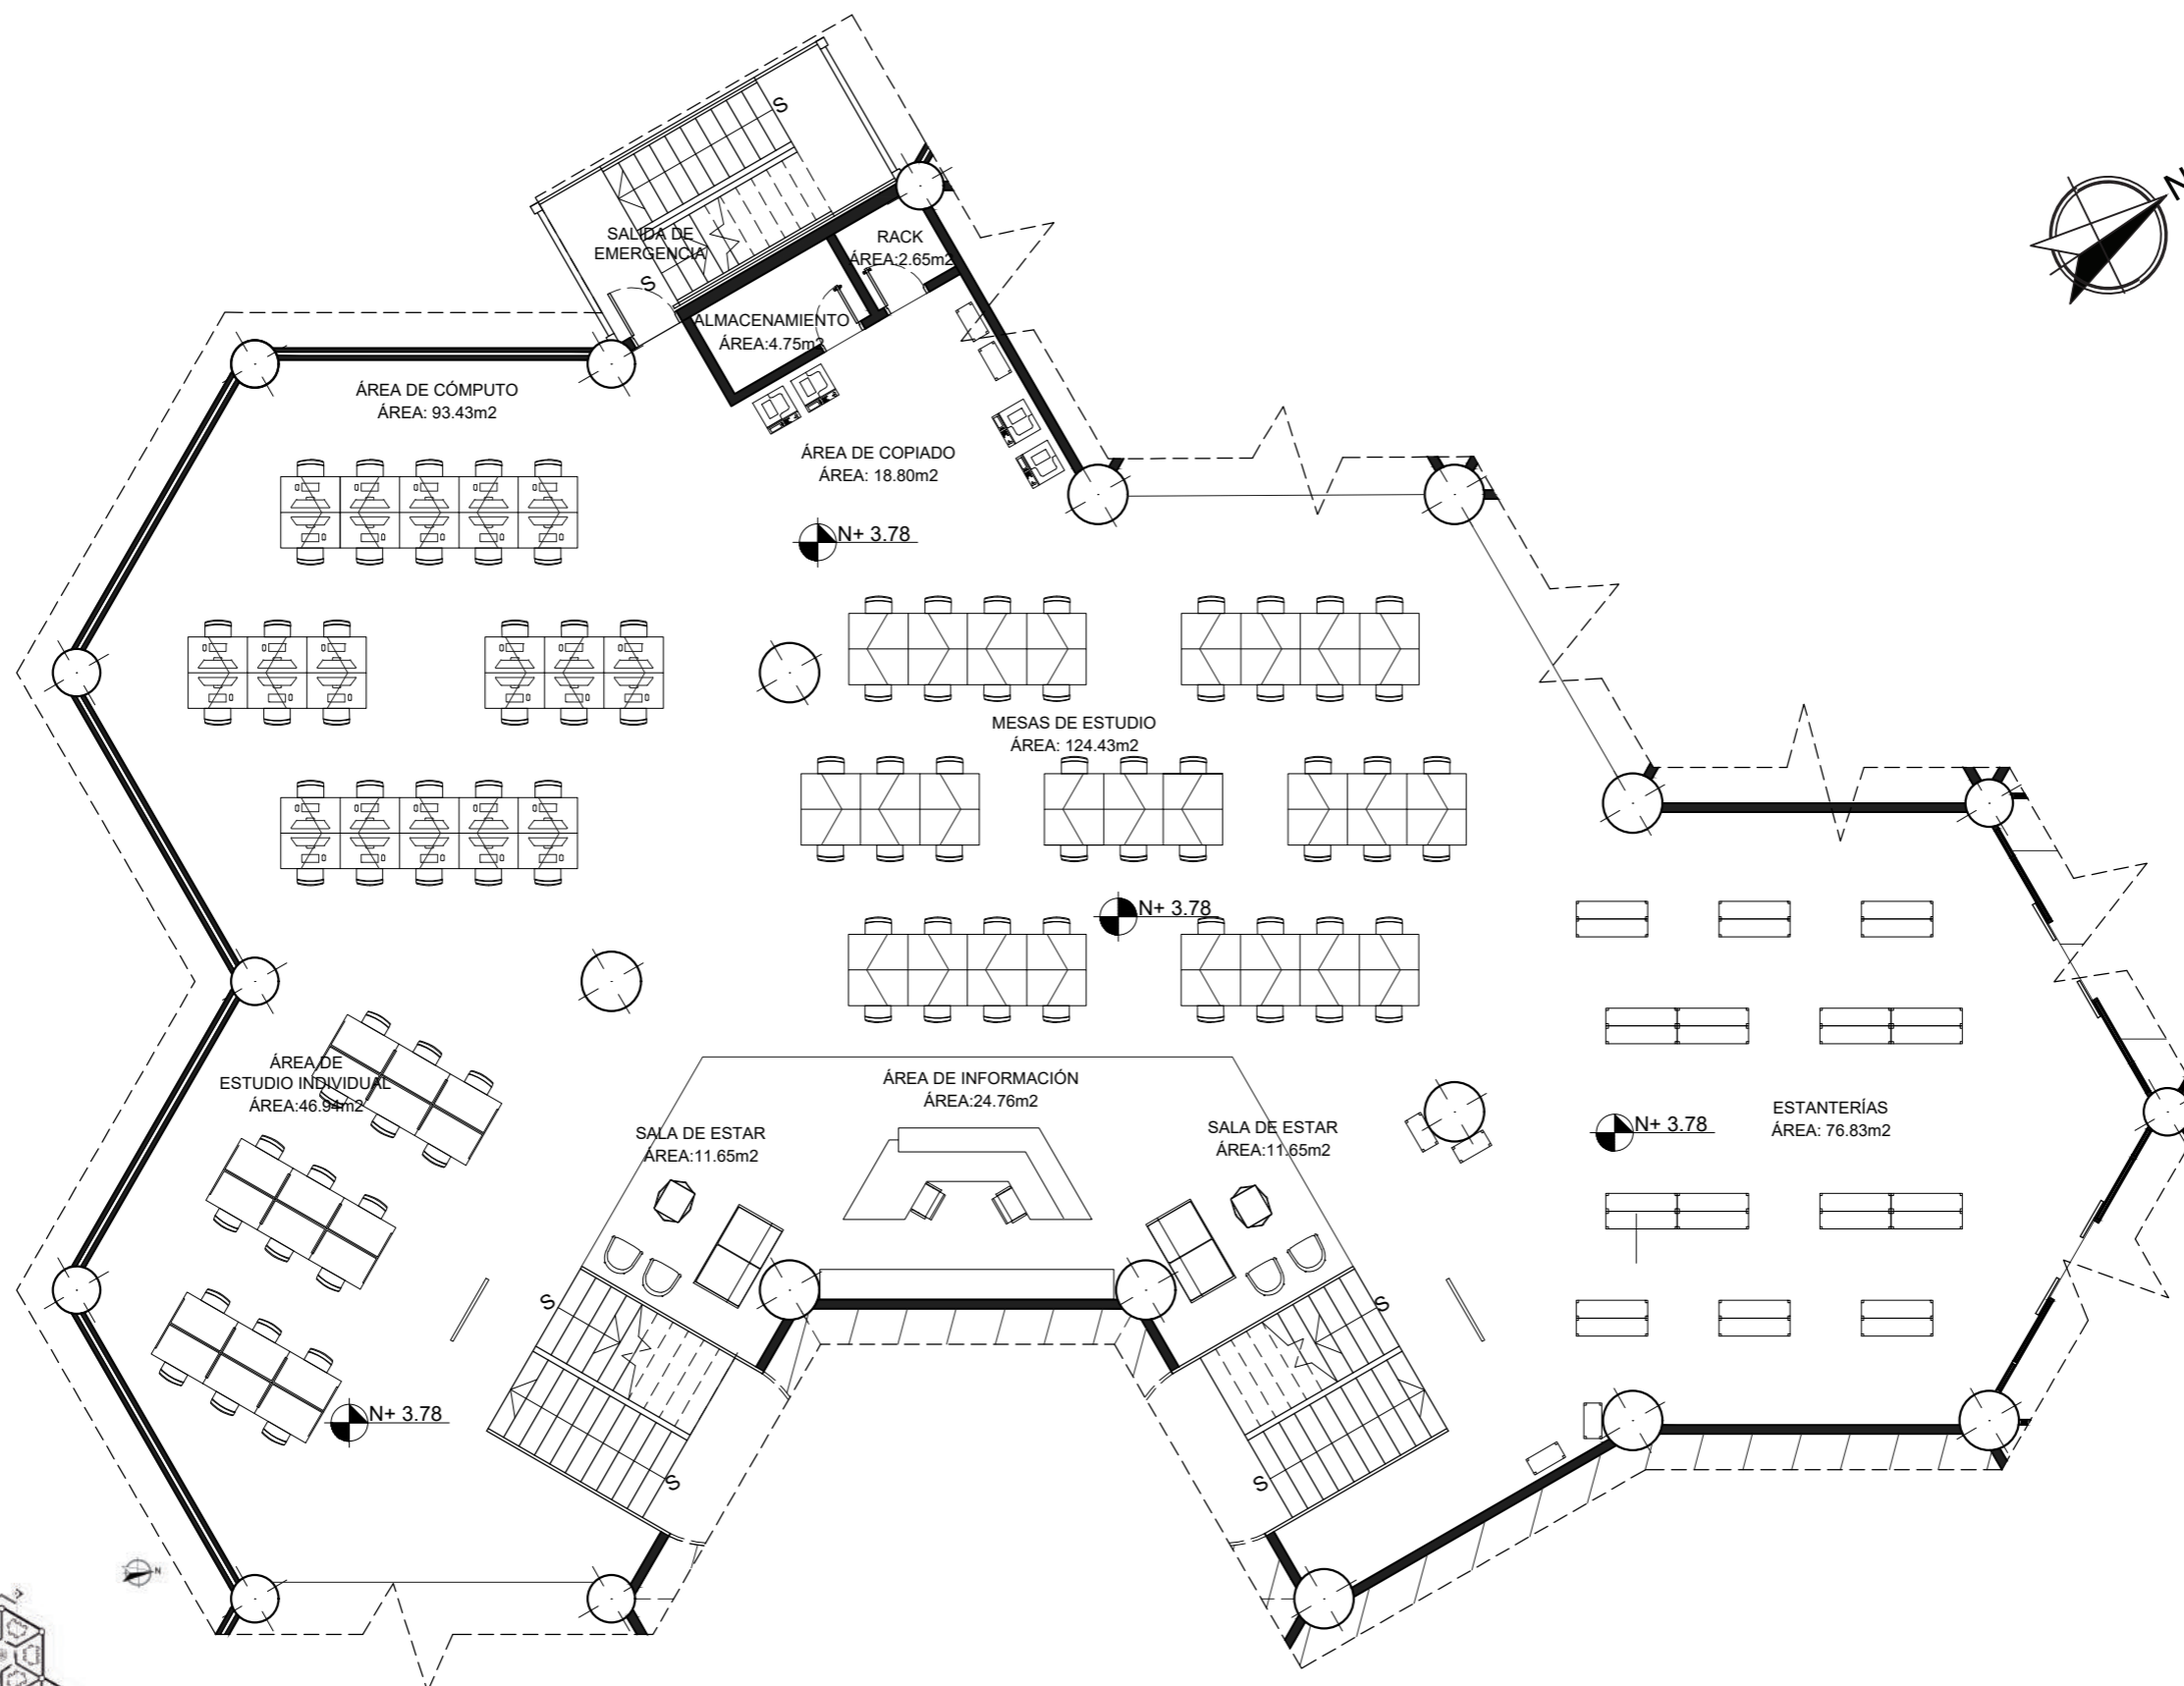 S
N
SALIDA DE
EMERGENCIA
S
RACK
ÁREA:2.65m2
ALMACENAMIENTO
ÁREA:4.75m2
ÁREA DE CÓMPUTO
ÁREA: 93.43m2
ÁREA DE COPIADO
ÁREA: 18.80m2
N+ 3.78
MESAS DE ESTUDIO
ÁREA: 124.43m2
N+ 3.78
ÁREA DE
ESTUDIO INDIVIDUAL
ÁREA:46.94m2
ÁREA DE INFORMACIÓN
ÁREA:24.76m2
SALA DE ESTAR
ÁREA:11.65m2
SALA DE ESTAR
ÁREA:11.65m2
N+ 3.78
ESTANTERÍAS
ÁREA: 76.83m2
S
S
N+ 3.78
S
S
N